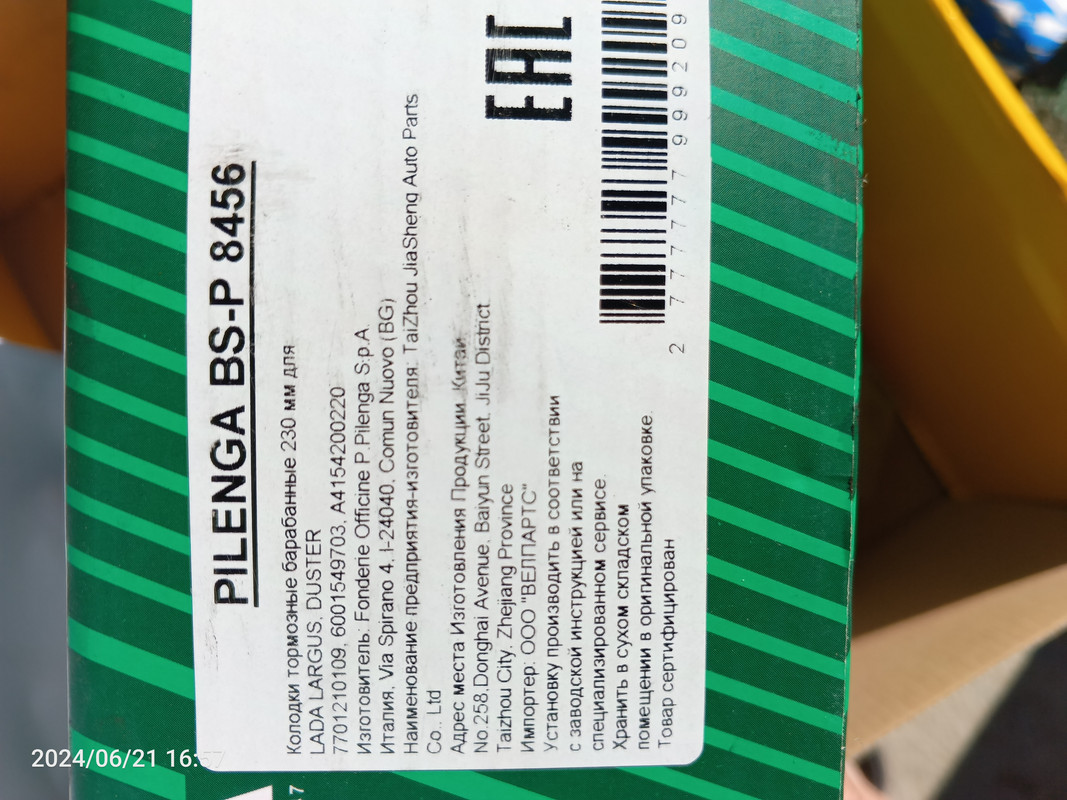 PILENGA BS-P 8456
Колодки тормозные барабанные 230 мм для
LADA LARGUS, DUSTER
7701210109, 6001549703, A4154200220
Изготовитель: Fonderie Officine P.Pilenga S.p.A.
Италия, Via Spirano 4, I-24040, Comun Nuovo (BG)
Наименование предприятия-изготовителя: TaiZhou JiaSheng Auto Parts
Co., Ltd
Адрес места Изготовления Продукции: Китай,
No.258,Donghai Avenue, Baiyun Street, JiJu District
Taizhou City, Zhejiang Province
Импортер: ООО "ВЕЛПАРТС"
Установку производить в соответствии
с заводской инструкцией или на
специализированном сервисе.
Хранить в сухом складском
помещении в оригинальной упаковке.
Товар сертифицирован
EAC
2 77777 999209
2024/06/21 16: